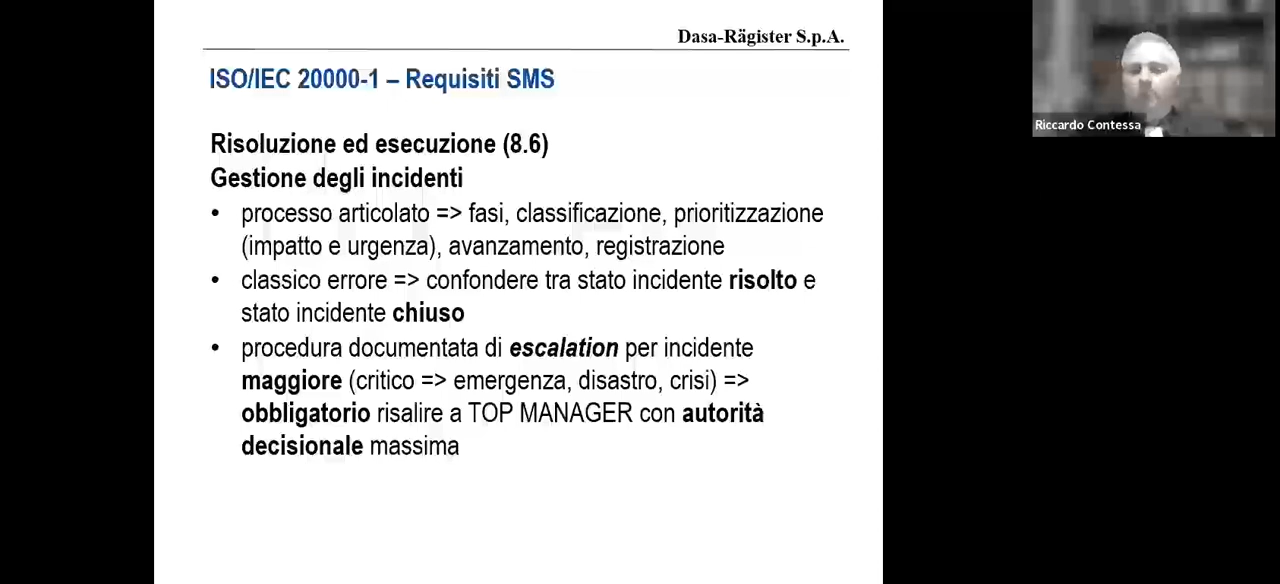 Dasa-Rägister S.p.A.
ISO/IEC 20000-1 – Requisiti SMS
Risoluzione ed esecuzione (8.6)
Gestione degli incidenti
• processo articolato => fasi, classificazione, prioritizzazione
(impatto e urgenza), avanzamento, registrazione
• classico errore => confondere tra stato incidente risolto e
stato incidente chiuso
• procedura documentata di escalation per incidente
maggiore (critico => emergenza, disastro, crisi) =>
obbligatorio risalire a TOP MANAGER con autorità
decisionale massima
Riccardo Contessa